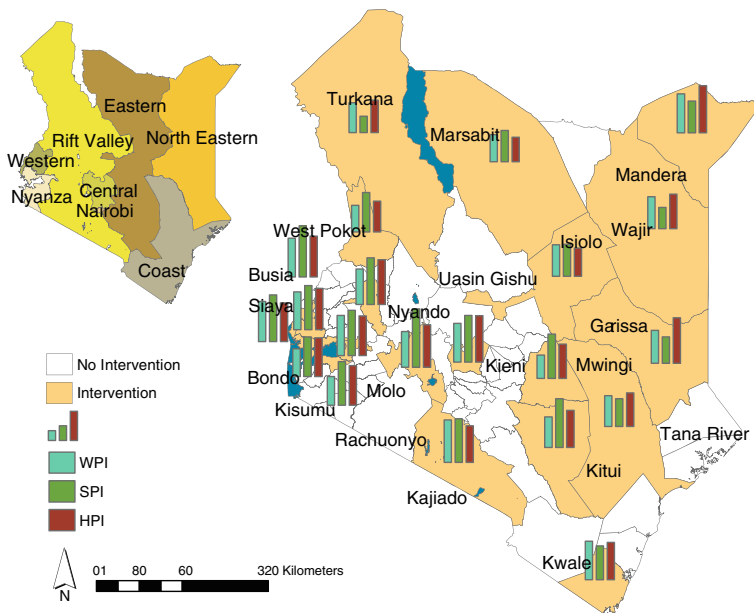 Eastern
Rift Valley
North Eastern
Western
Central
Nyanza
Nairobi
Coast
Turkana
Marsabit
Mandera
Wajir
West Pokot
Isiolo
Busia
Uasin Gishu
Siaya
Nyando
Garissa
Kieni
Mwingi
Bondo
Molo
Kisumu
Rachuonyo
Tana River
Kitui
Kajiado
Kwale
No Intervention
Intervention
WPI
SPI
HPI
N
01 80 60 320 Kilometers